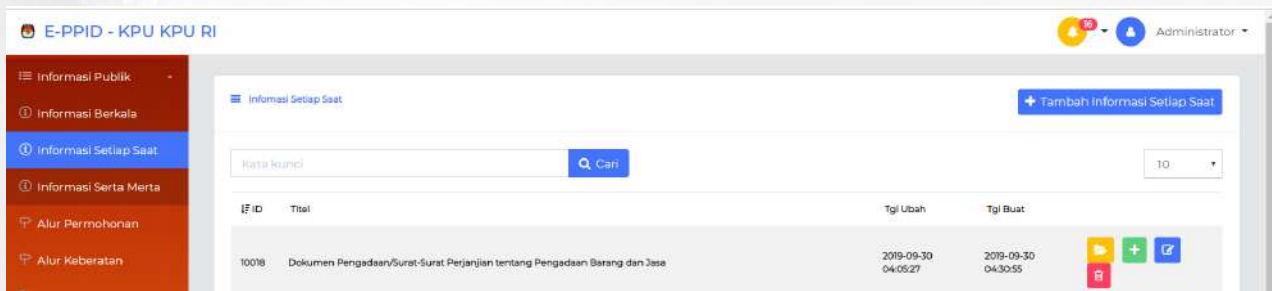 E-PPID - KPU KPU RI
16
Administrator
Informasi Publik
Informasi Berkala
Informasi Setiap Saat
Informasi Serta Merta
Alur Permohonan
Alur Keberatan
Infomasi Setiap Saat
+ Tambah Informasi Setiap Saat
Kata kunci
Cari
10
ID Titel Tgl Ubah Tgl Buat
10018 Dokumen Pengadaan/Surat-Surat Perjanjian tentang Pengadaan Barang dan Jasa 2019-09-30 2019-09-30
04:05:27 04:30:55